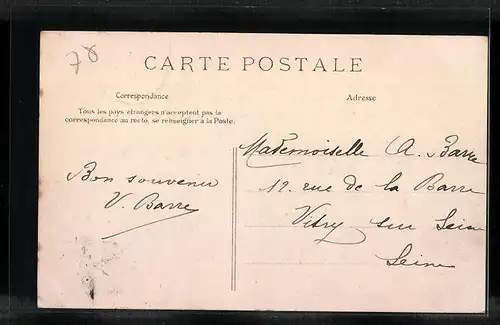 78
CARTE POSTALE
Correspondance
Adresse
Tous les pays étrangers n'acceptent pas la
correspondance au recto, se renseigner à la Poste.
Bon souvenir
V. Barre
Mademoiselle A. Barre
12 rue de la Barre
Vitry sur Seine
Seine